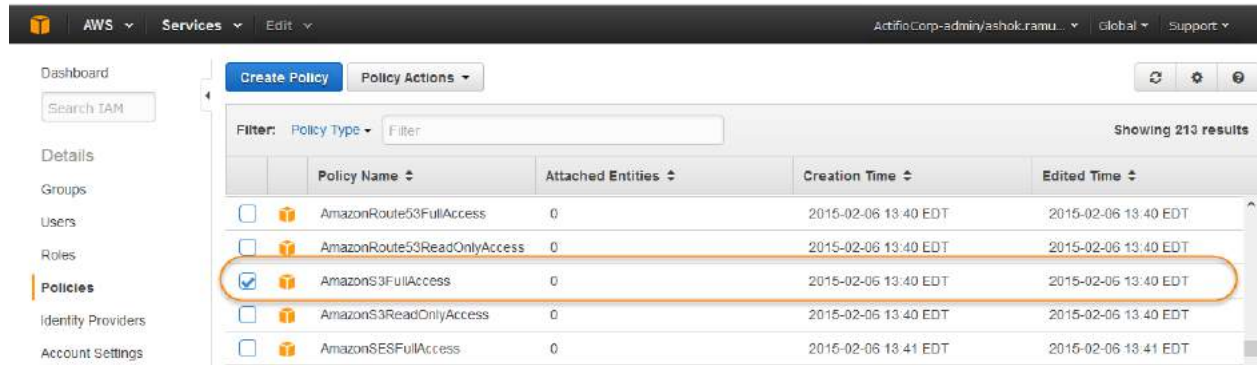 AWS Services Edit ActifioCorp-admin/ashok.ramu... Global Support
Dashboard
Search IAM
Details
Groups
Users
Roles
Policies
Identity Providers
Account Settings
Create Policy Policy Actions
Filter: Policy Type Filter Showing 213 results
Policy Name Attached Entities Creation Time Edited Time
AmazonRoute53FullAccess 0 2015-02-06 13:40 EDT 2015-02-06 13:40 EDT
AmazonRoute53ReadOnlyAccess 0 2015-02-06 13:40 EDT 2015-02-06 13:40 EDT
AmazonS3FullAccess 0 2015-02-06 13:40 EDT 2015-02-06 13:40 EDT
AmazonS3ReadOnlyAccess 0 2015-02-06 13:40 EDT 2015-02-06 13:40 EDT
AmazonSESFullAccess 0 2015-02-06 13:41 EDT 2015-02-06 13:41 EDT